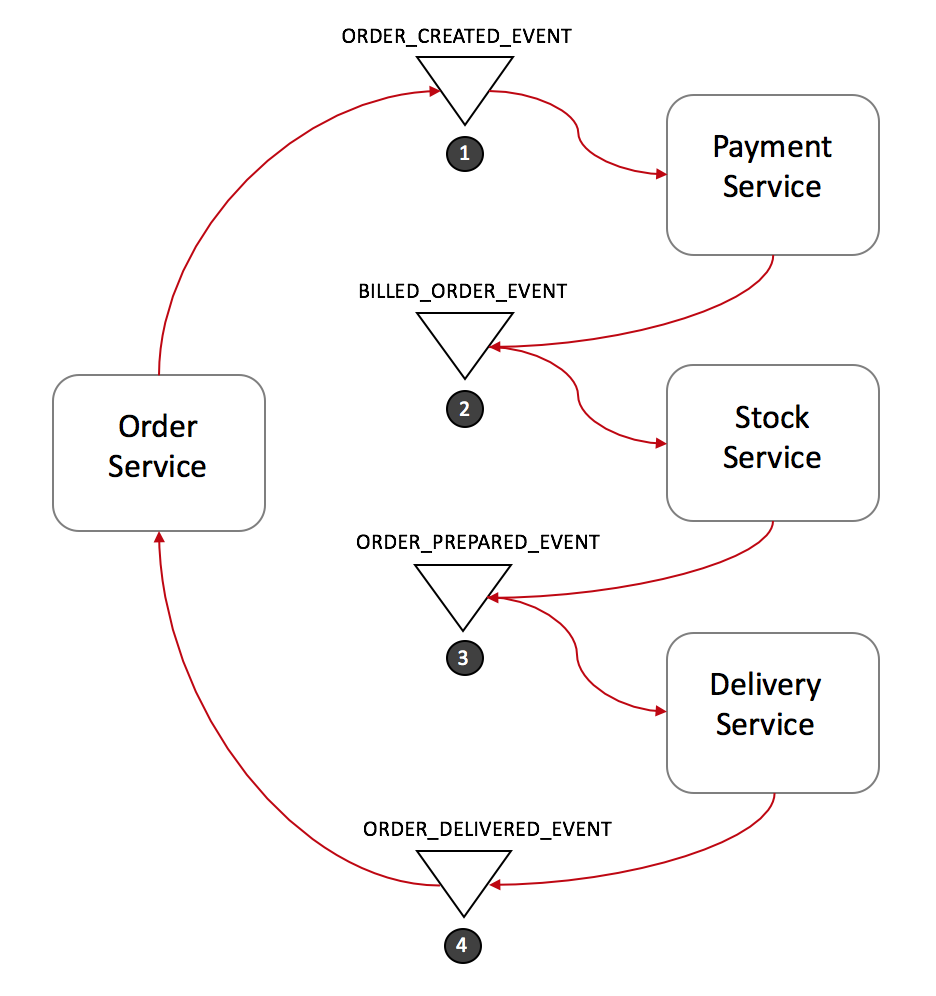 ORDER_CREATED_EVENT
1
Payment
Service
BILLED_ORDER_EVENT
2
Order
Service
Stock
Service
ORDER_PREPARED_EVENT
3
Delivery
Service
ORDER_DELIVERED_EVENT
4